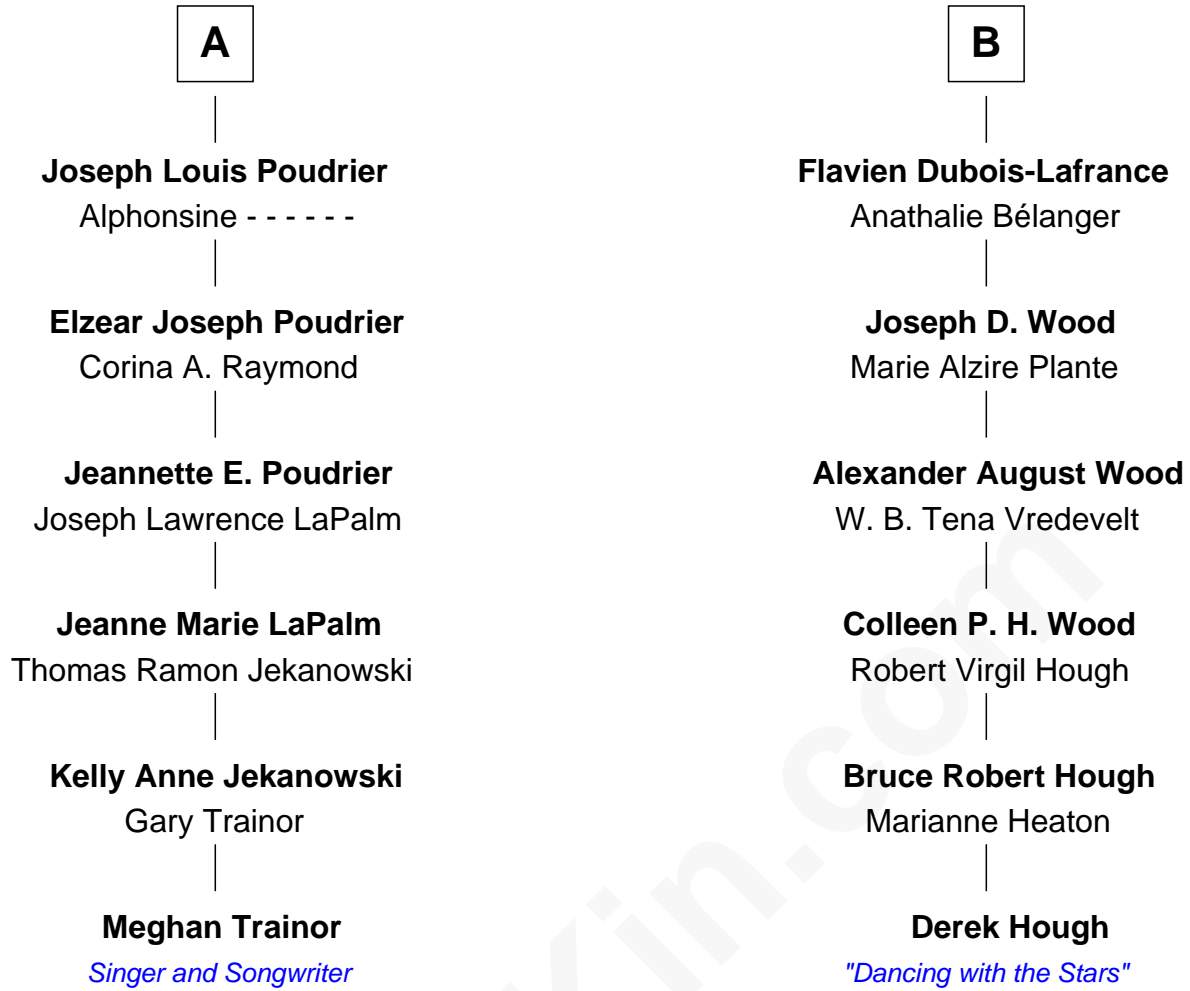 A
Joseph Louis Poudrier
Alphonsine - - - - - -
Elzear Joseph Poudrier
Corina A. Raymond
Jeannette E. Poudrier
Joseph Lawrence LaPalm
Jeanne Marie LaPalm
Thomas Ramon Jekanowski
Kelly Anne Jekanowski
Gary Trainor
Meghan Trainor
Singer and Songwriter
B
Flavien Dubois-Lafrance
Anathalie Bélanger
Joseph D. Wood
Marie Alzire Plante
Alexander August Wood
W. B. Tena Vredevelt
Colleen P. H. Wood
Robert Virgil Hough
Bruce Robert Hough
Marianne Heaton
Derek Hough
"Dancing with the Stars"